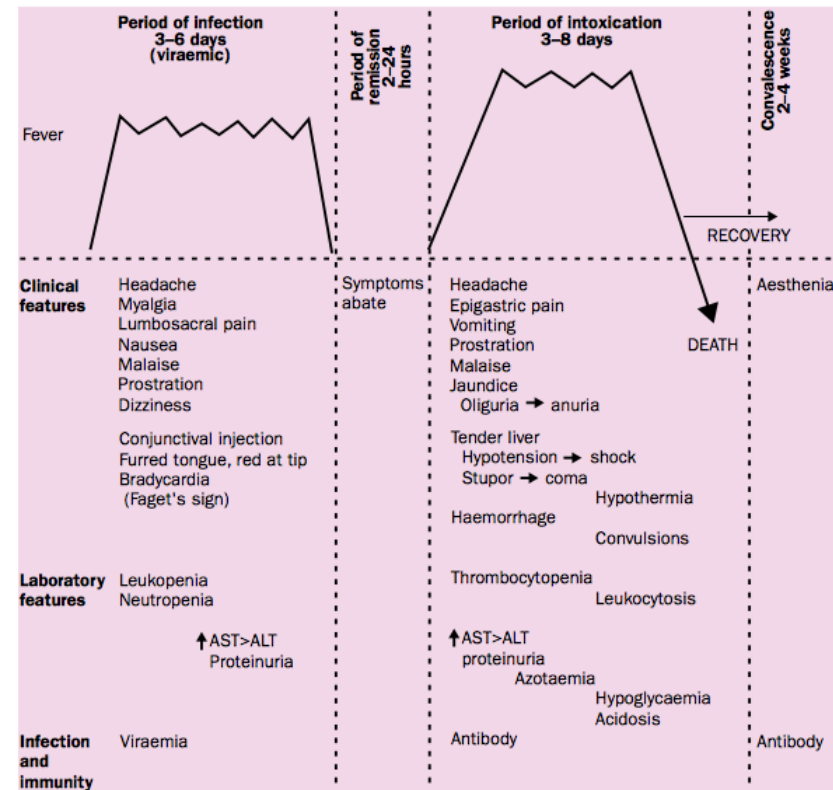 Period of infection
3–6 days
(viraemic)
Period of
remission
2–24
hours
Period of intoxication
3–8 days
Convalescence
2–4 weeks
Fever
RECOVERY
DEATH
Clinical
features
Headache
Myalgia
Lumbosacral pain
Nausea
Malaise
Prostration
Dizziness
Conjunctival injection
Furred tongue, red at tip
Bradycardia
(Faget's sign)
Symptoms
abate
Headache
Epigastric pain
Vomiting
Prostration
Malaise
Jaundice
Oliguria → anuria
Tender liver
Hypotension → shock
Stupor → coma
Hypothermia
Haemorrhage
Convulsions
Aesthenia
Laboratory
features
Leukopenia
Neutropenia
↑ AST>ALT
Proteinuria
Thrombocytopenia
Leukocytosis
↑ AST>ALT
proteinuria
Azotaemia
Hypoglycaemia
Acidosis
Infection
and
immunity
Viraemia
Antibody
Antibody